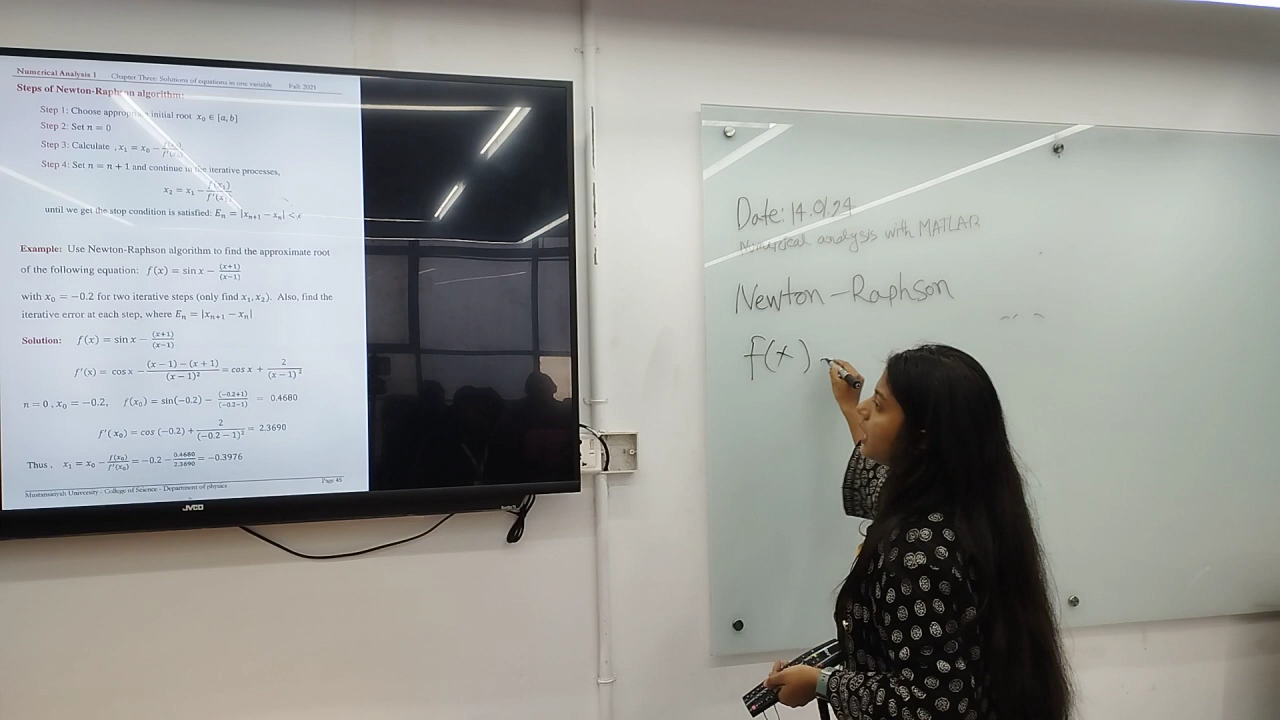 Numerical Analysis I Chapter Three: Solutions of equations in one variable Fall: 2021
Steps of Newton-Raphson algorithm:
Step 1: Choose appropriate initial root x₀ ∈ [a, b]
Step 2: Set n = 0
Step 3: Calculate , x₁ = x₀ − f(x₀)/f'(x₀)
Step 4: Set n = n + 1 and continue in the iterative processes,
x₂ = x₁ − f(x₁)/f'(x₁)
until we get the stop condition is satisfied: Eₙ = |xₙ₊₁ − xₙ| <
Example: Use Newton-Raphson algorithm to find the approximate root
of the following equation: f(x) = sin x − (x+1)/(x−1)
with x₀ = −0.2 for two iterative steps (only find x₁, x₂). Also, find the
iterative error at each step, where Eₙ = |xₙ₊₁ − xₙ|
Solution: f(x) = sin x − (x+1)/(x−1)
f'(x) = cos x − (x − 1) − (x + 1)/(x − 1)² = cos x + 2/(x − 1)²
n = 0 , x₀ = −0.2, f(x₀) = sin(−0.2) − (−0.2+1)/(−0.2−1) = 0.4680
f'(x₀) = cos (−0.2) + 2/(−0.2 − 1)² = 2.3690
Thus , x₁ = x₀ − f(x₀)/f'(x₀) = −0.2 − 0.4680/2.3690 = −0.3976
Mustansiriyah University - College of Science - Department of physics Page 45
JVCO
Date: 14.01.24
Numerical analysis with MATLAB
Newton-Raphson
f(x)